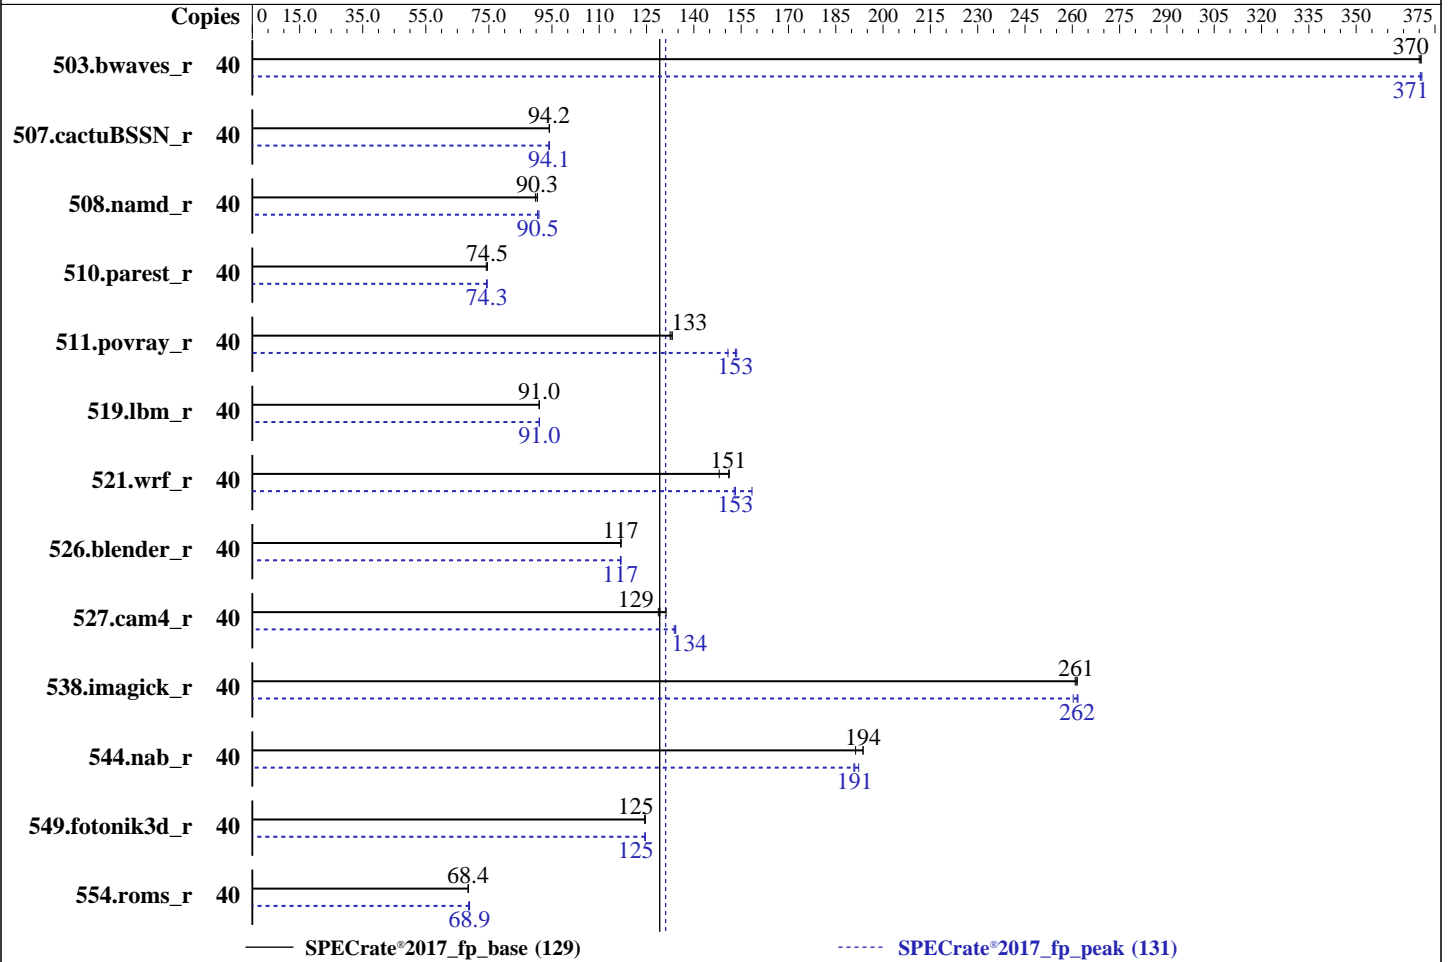 Copies 0 15.0 35.0 55.0 75.0 95.0 110 125 140 155 170 185 200 215 230 245 260 275 290 305 320 335 350 375
503.bwaves_r 40 370
371
507.cactuBSSN_r 40 94.2
94.1
508.namd_r 40 90.3
90.5
510.parest_r 40 74.5
74.3
511.povray_r 40 133
153
519.lbm_r 40 91.0
91.0
521.wrf_r 40 151
153
526.blender_r 40 117
117
527.cam4_r 40 129
134
538.imagick_r 40 261
262
544.nab_r 40 194
191
549.fotonik3d_r 40 125
125
554.roms_r 40 68.4
68.9
SPECrate®2017_fp_base (129) SPECrate®2017_fp_peak (131)